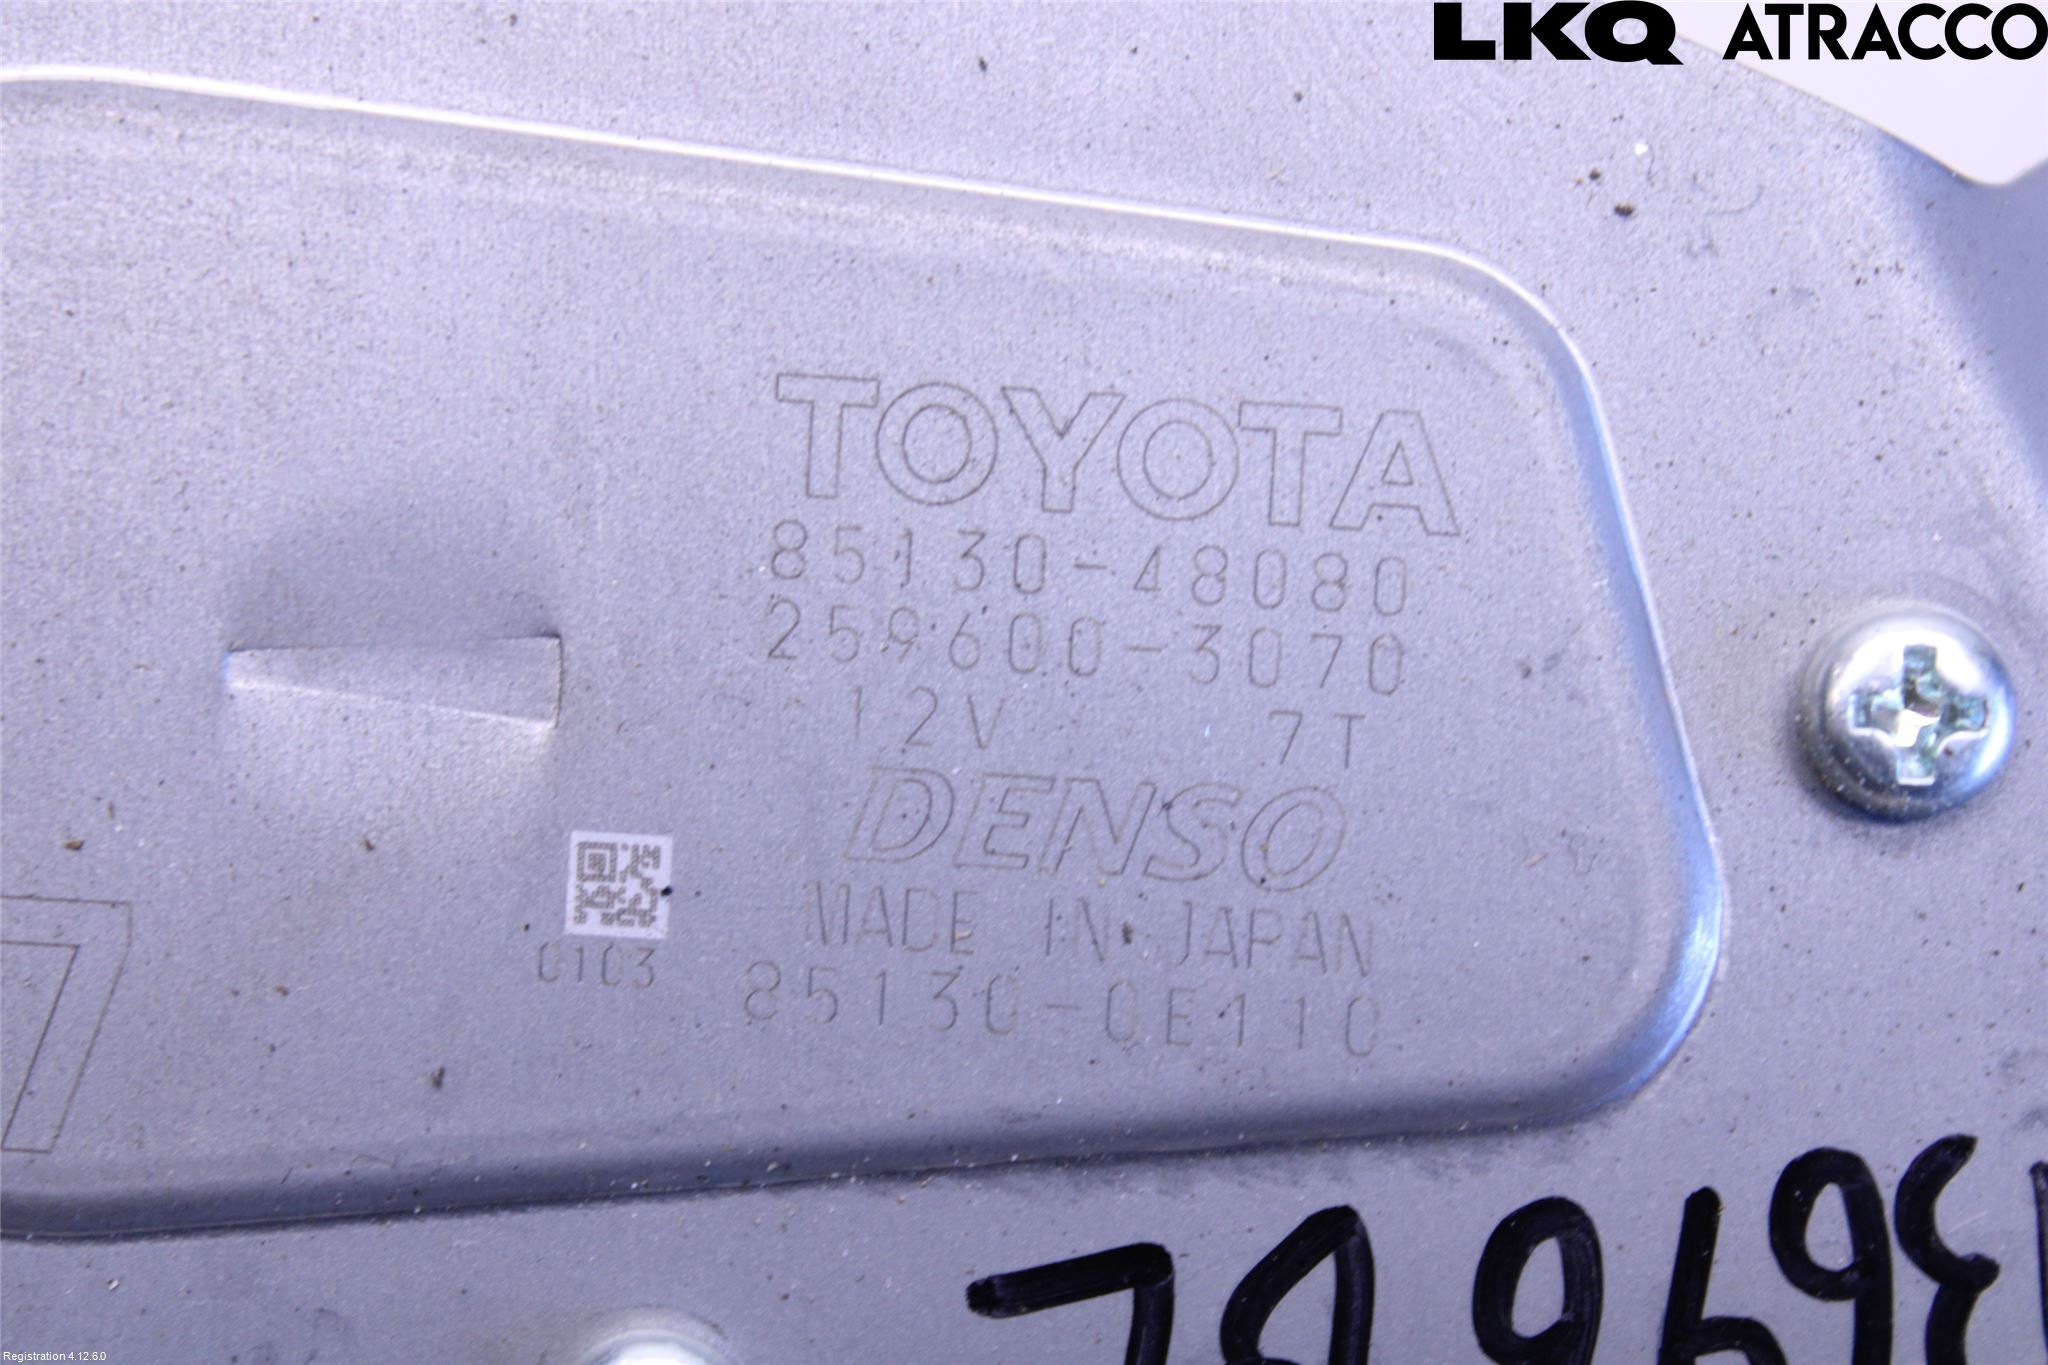 LKQ ATRACCO
TOYOTA
85130-48080
259600-3070
12V 7T
DENSO
MADE IN JAPAN
0103
85130-0E110
7
Registration 4.12.6.0